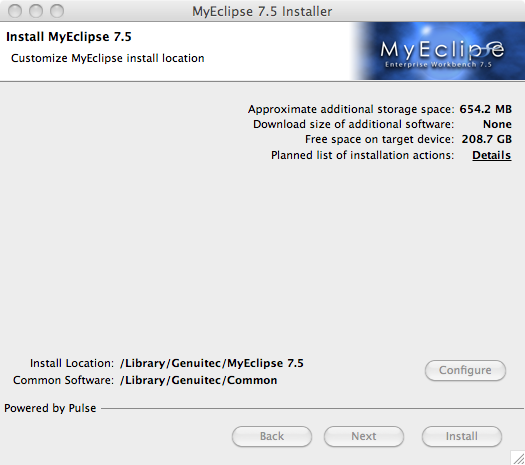 MyEclipse 7.5 Installer
Install MyEclipse 7.5
Customize MyEclipse install location
MyEclipse
Enterprise Workbench 7.5
Approximate additional storage space: 654.2 MB
Download size of additional software: None
Free space on target device: 208.7 GB
Planned list of installation actions: Details
Install Location: /Library/Genuitec/MyEclipse 7.5
Configure
Common Software: /Library/Genuitec/Common
Powered by Pulse
Back Next Install